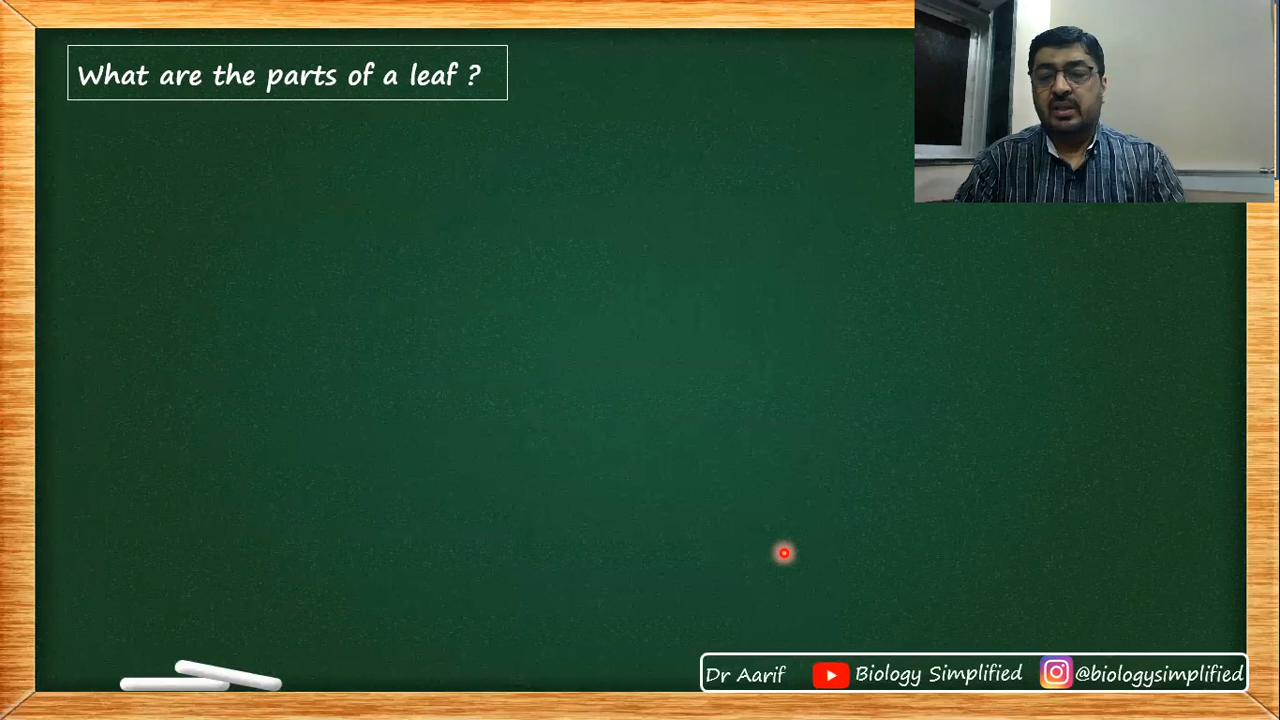 What are the parts of a leaf ?
Dr Aarif Biology Simplified @biologysimplified